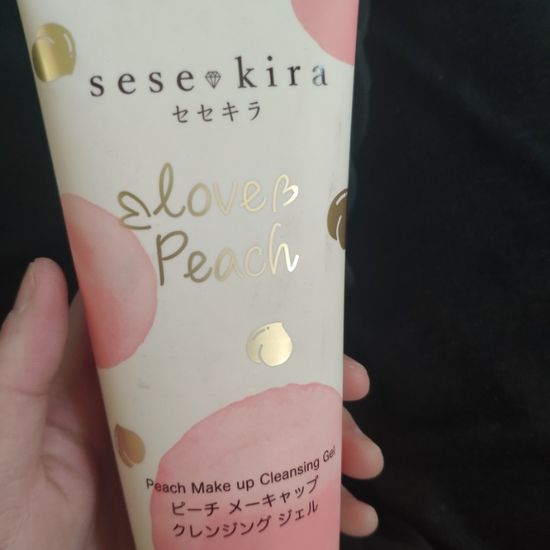 sese kira
セセキラ
love
Peach
Peach Make up Cleansing Gel
ピーチ メーキャップ
クレンジング ジェル